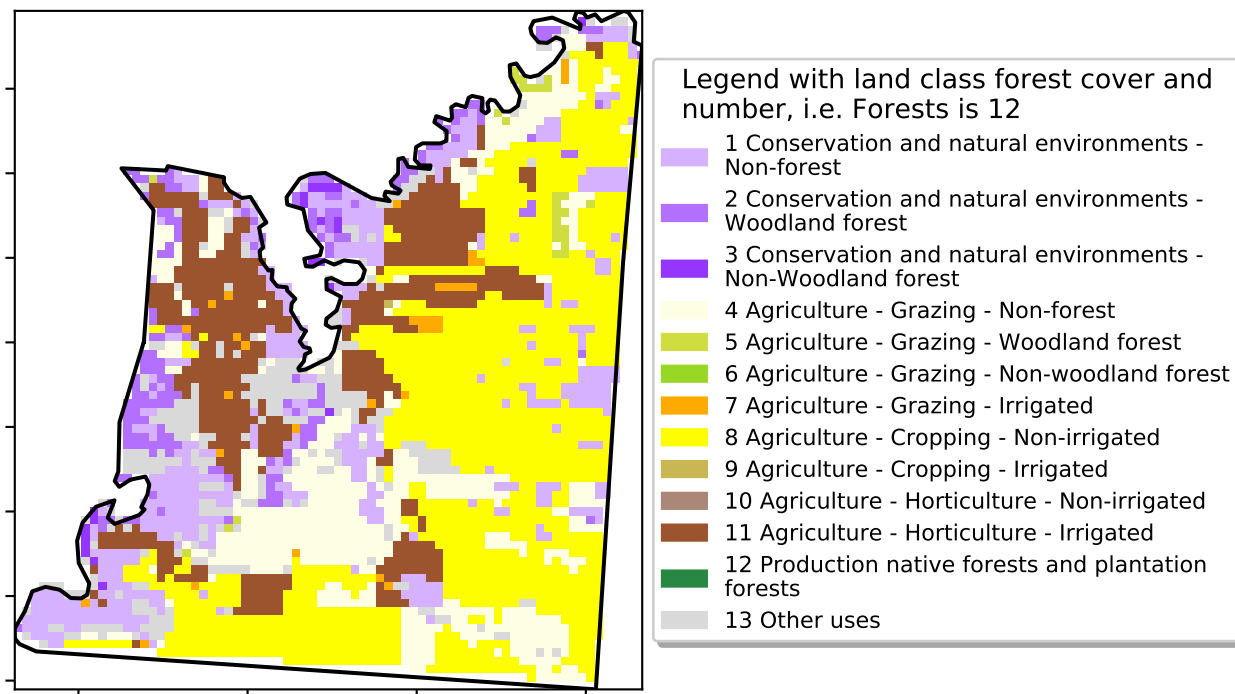 Legend with land class forest cover and
number, i.e. Forests is 12
1 Conservation and natural environments -
Non-forest
2 Conservation and natural environments -
Woodland forest
3 Conservation and natural environments -
Non-Woodland forest
4 Agriculture - Grazing - Non-forest
5 Agriculture - Grazing - Woodland forest
6 Agriculture - Grazing - Non-woodland forest
7 Agriculture - Grazing - Irrigated
8 Agriculture - Cropping - Non-irrigated
9 Agriculture - Cropping - Irrigated
10 Agriculture - Horticulture - Non-irrigated
11 Agriculture - Horticulture - Irrigated
12 Production native forests and plantation
forests
13 Other uses